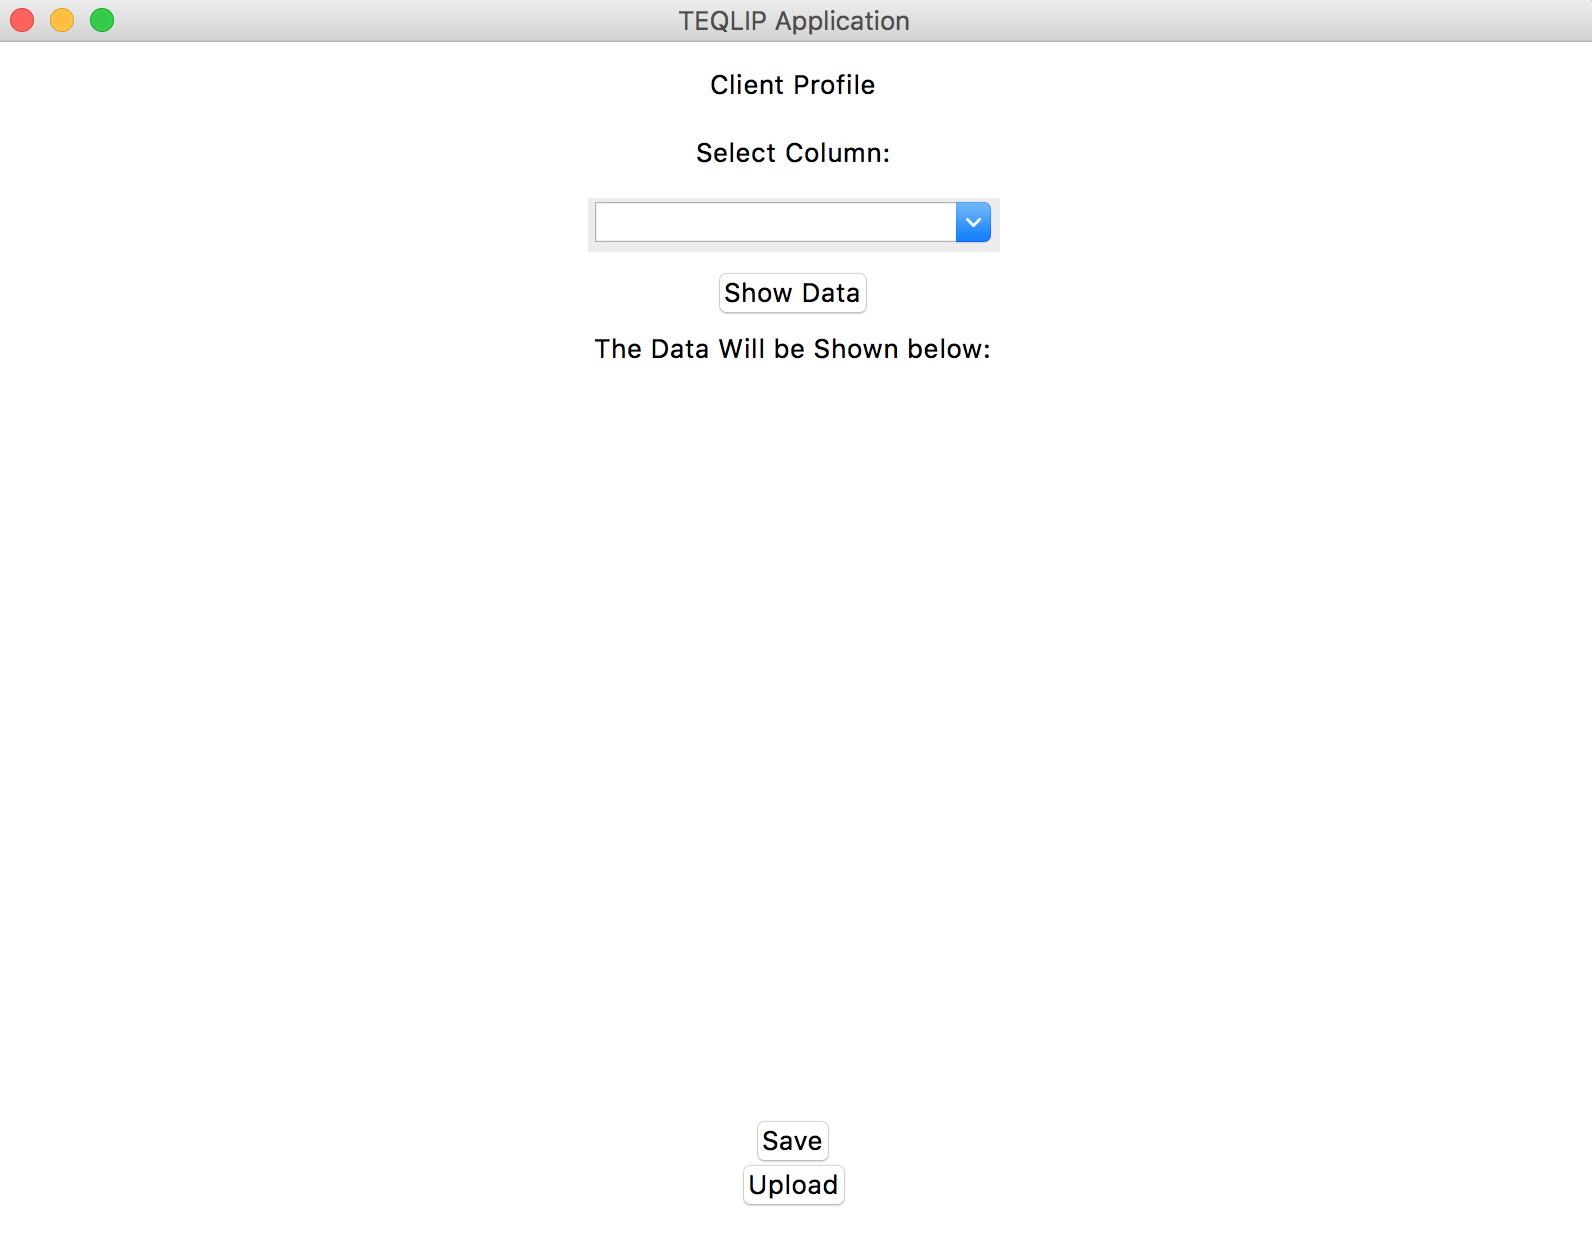 TEQLIP Application
Client Profile
Select Column:
Show Data
The Data Will be Shown below:
Save
Upload